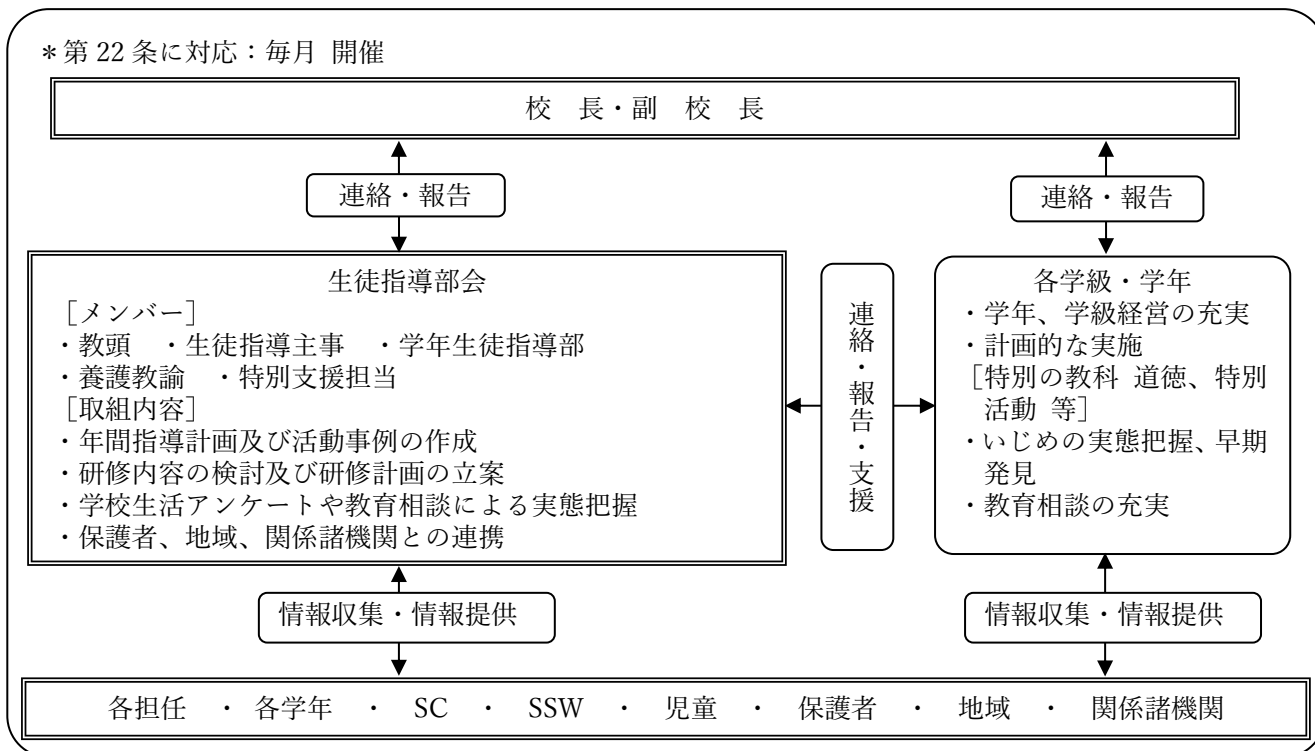 *第 22 条に対応：毎月 開催
校　長・副　校　長
連絡・報告
連絡・報告
生徒指導部会
［メンバー］
・教頭　・生徒指導主事　・学年生徒指導部
・養護教諭　・特別支援担当
［取組内容］
・年間指導計画及び活動事例の作成
・研修内容の検討及び研修計画の立案
・学校生活アンケートや教育相談による実態把握
・保護者、地域、関係諸機関との連携
連絡・報告・支援
各学級・学年
・学年、学級経営の充実
・計画的な実施
［特別の教科 道徳、特別
活動 等］
・いじめの実態把握、早期
発見
・教育相談の充実
情報収集・情報提供
情報収集・情報提供
各担任　・　各学年　・　SC　・　SSW　・　児童　・　保護者　・　地域　・　関係諸機関